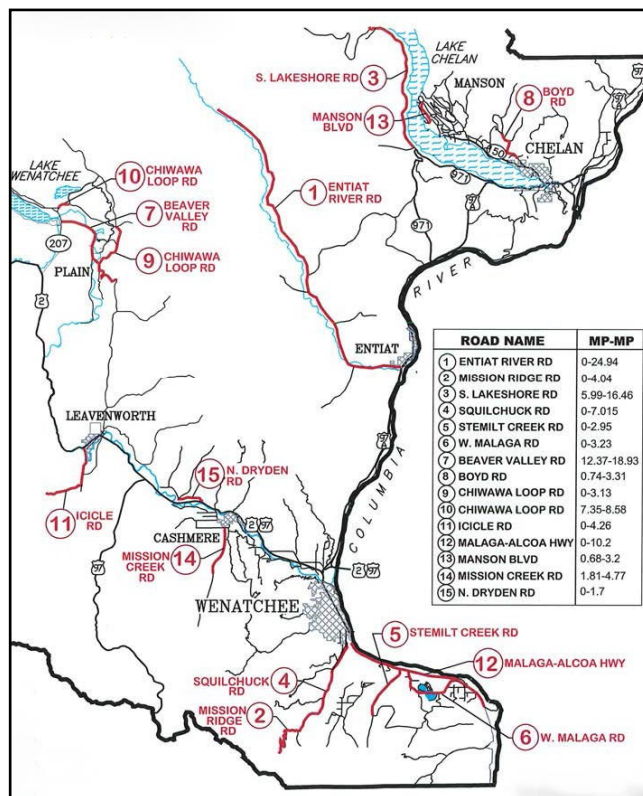 LAKE
CHELAN
S. LAKESHORE RD 3
MANSON
8 BOYD
RD
MANSON
BLVD 13
150
CHELAN
97
97
A
971
LAKE
WENATCHEE
10 CHIWAWA
LOOP RD
7 BEAVER
VALLEY RD
207
9 CHIWAWA
LOOP RD
PLAIN
2
1 ENTIAT
RIVER RD
97
A
971
RIVER
ENTIAT
ROAD NAME MP-MP
1 ENTIAT RIVER RD 0-24.94
2 MISSION RIDGE RD 0-4.04
3 S. LAKESHORE RD 5.99-16.46
4 SQUILCHUCK RD 0-7.015
5 STEMILT CREEK RD 0-2.95
6 W. MALAGA RD 0-3.23
7 BEAVER VALLEY RD 12.37-18.93
8 BOYD RD 0.74-3.31
9 CHIWAWA LOOP RD 0-3.13
10 CHIWAWA LOOP RD 7.35-8.58
11 ICICLE RD 0-4.26
12 MALAGA-ALCOA HWY 0-10.2
13 MANSON BLVD 0.68-3.2
14 MISSION CREEK RD 1.81-4.77
15 N. DRYDEN RD 0-1.7
LEAVENWORTH
97
A
COLUMBIA
15 N. DRYDEN
RD
11 ICICLE
RD
CASHMERE
2 97
MISSION 14
CREEK
RD
97
2 97
WENATCHEE
5 STEMILT CREEK RD
12 MALAGA-ALCOA HWY
SQUILCHUCK 4
RD
MISSION 2
RIDGE
RD
6 W. MALAGA RD